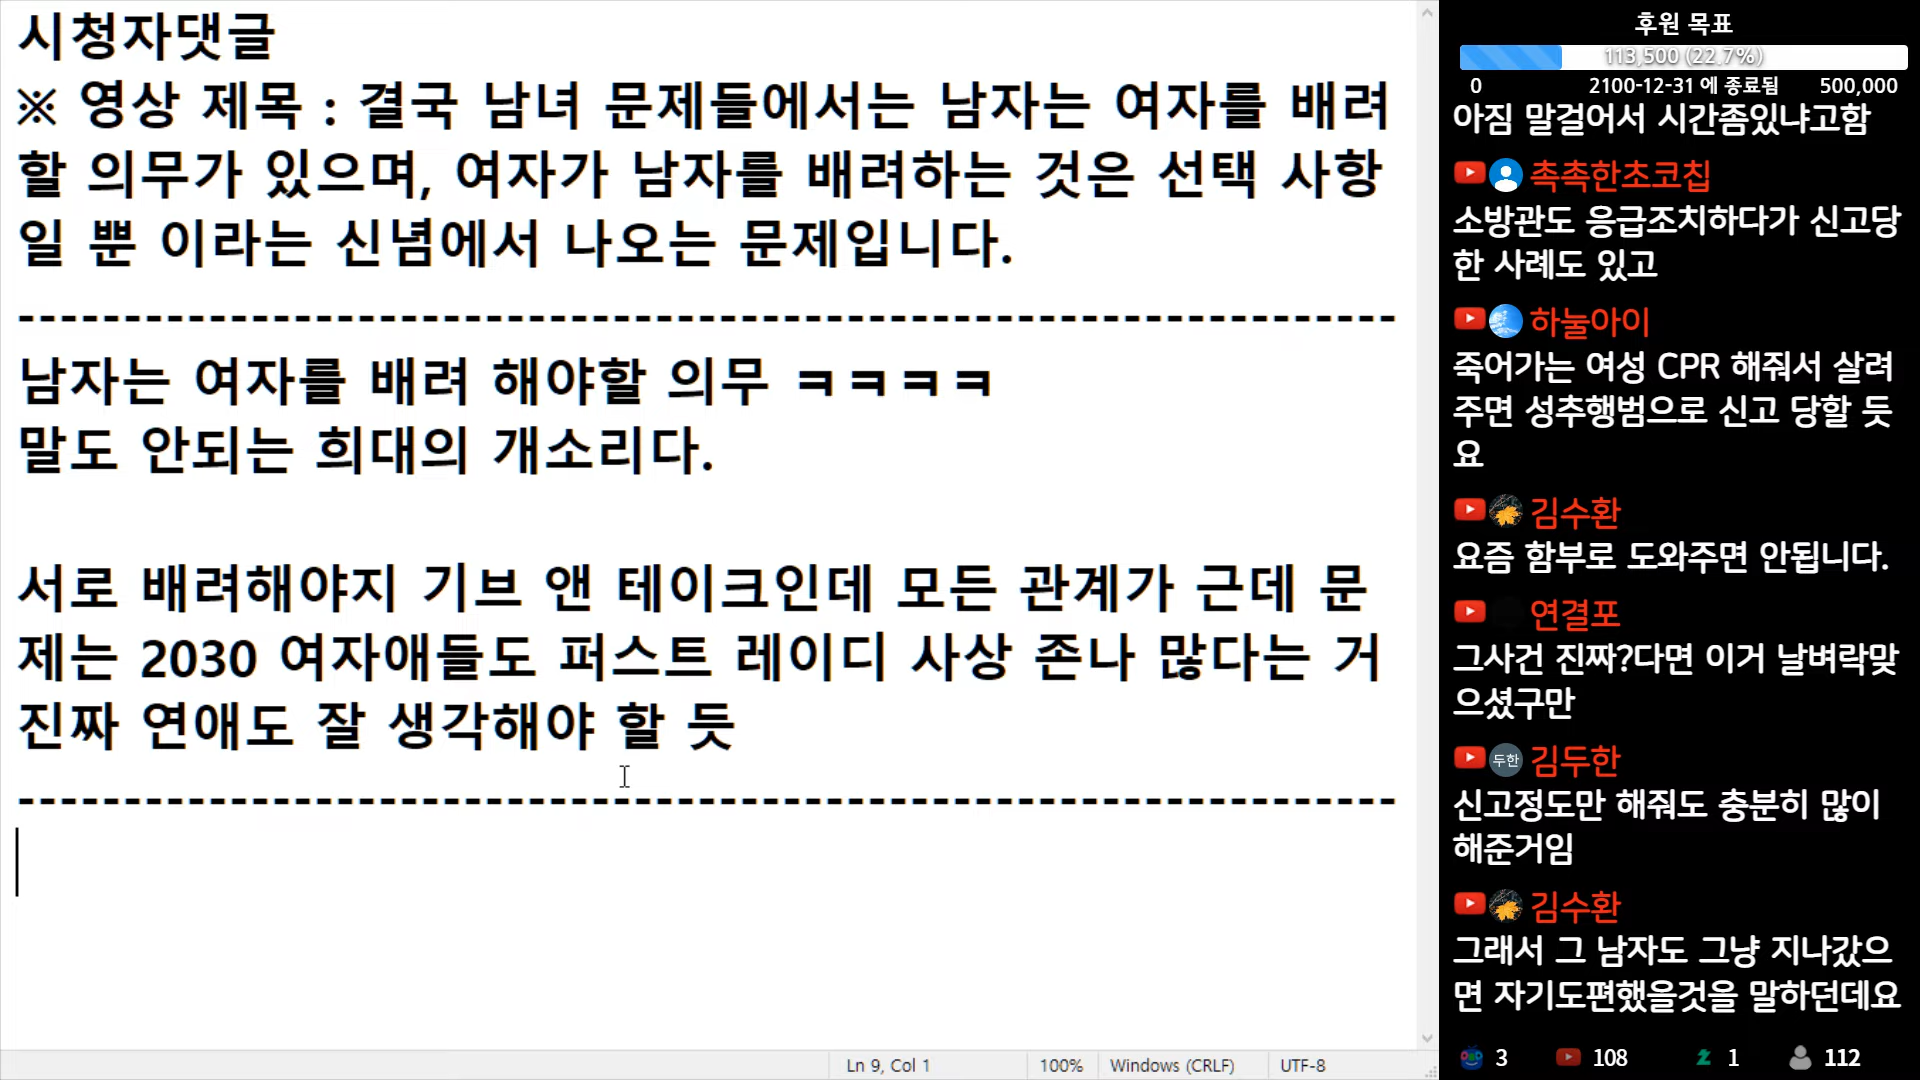 시청자댓글
※ 영상 제목 : 결국 남녀 문제들에서는 남자는 여자를 배려
할 의무가 있으며, 여자가 남자를 배려하는 것은 선택 사항
일 뿐 이라는 신념에서 나오는 문제입니다.
-----------------------------------------------------------------
남자는 여자를 배려 해야할 의무 ㅋㅋㅋㅋ
말도 안되는 희대의 개소리다.
서로 배려해야지 기브 앤 테이크인데 모든 관계가 근데 문
제는 2030 여자애들도 퍼스트 레이디 사상 존나 많다는 거
진짜 연애도 잘 생각해야 할 듯
-----------------------------------------------------------------
Ln 9, Col 1
100%
Windows (CRLF)
UTF-8
후원 목표
113,500 (22.7%)
0 2100-12-31 에 종료됨 500,000
아짐 말걸어서 시간좀있냐고함
촉촉한초코칩
소방관도 응급조치하다가 신고당
한 사례도 있고
하눌아이
죽어가는 여성 CPR 해줘서 살려
주면 성추행범으로 신고 당할 듯
요
김수환
요즘 함부로 도와주면 안됩니다.
연결포
그사건 진짜?다면 이거 날벼락맞
으셨구만
두한 김두한
신고정도만 해줘도 충분히 많이
해준거임
김수환
그래서 그 남자도 그냥 지나갔으
면 자기도편했을것을 말하던데요
3 108 1 112